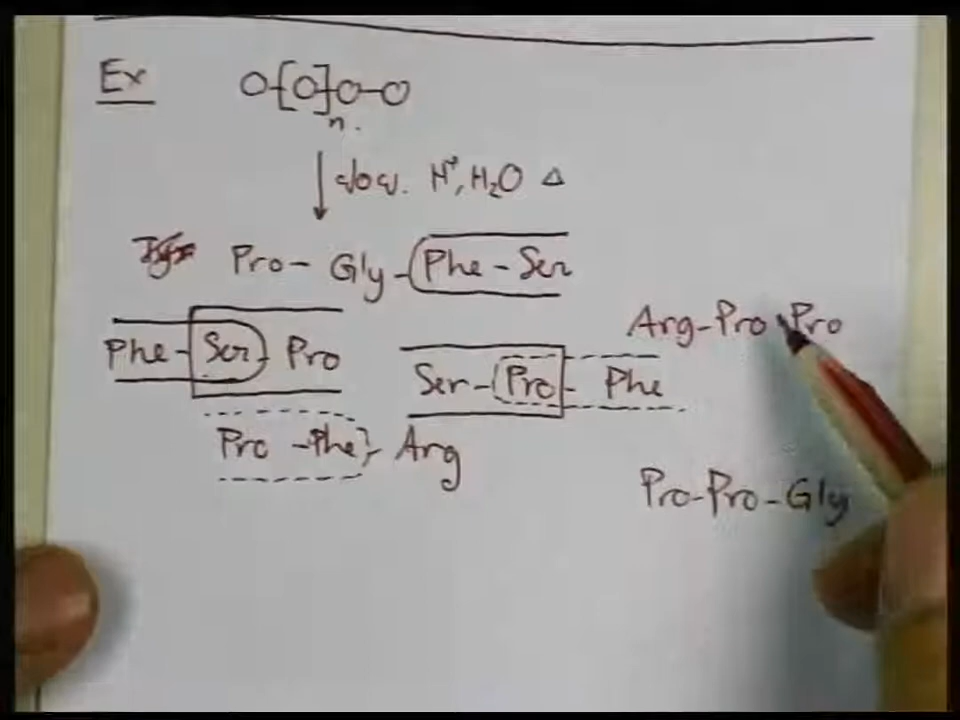 Ex O-[O]n O-O
H⁺, H₂O Δ
Pro - Gly - Phe - Ser
Phe - Ser - Pro
Arg - Pro - Pro
Ser - Pro - Phe
Pro - Phe - Arg
Pro - Pro - Gly